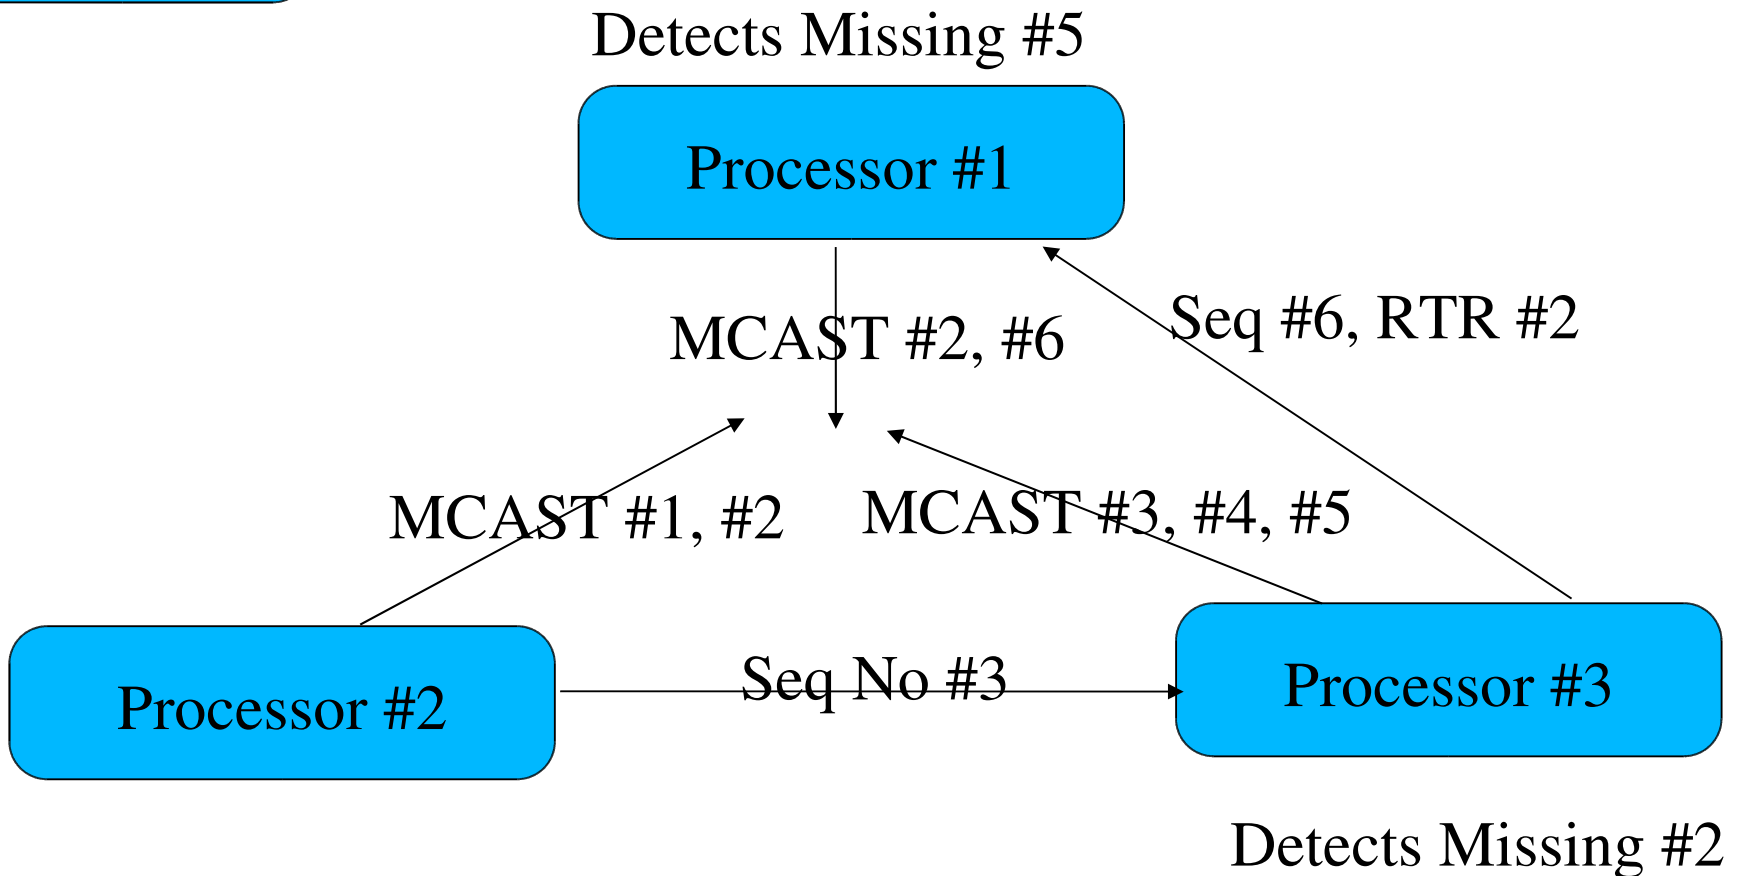 Detects Missing #5
Processor #1
Seq #6, RTR #2
MCAST #2, #6
MCAST #1, #2
MCAST #3, #4, #5
Seq No #3
Processor #2
Processor #3
Detects Missing #2